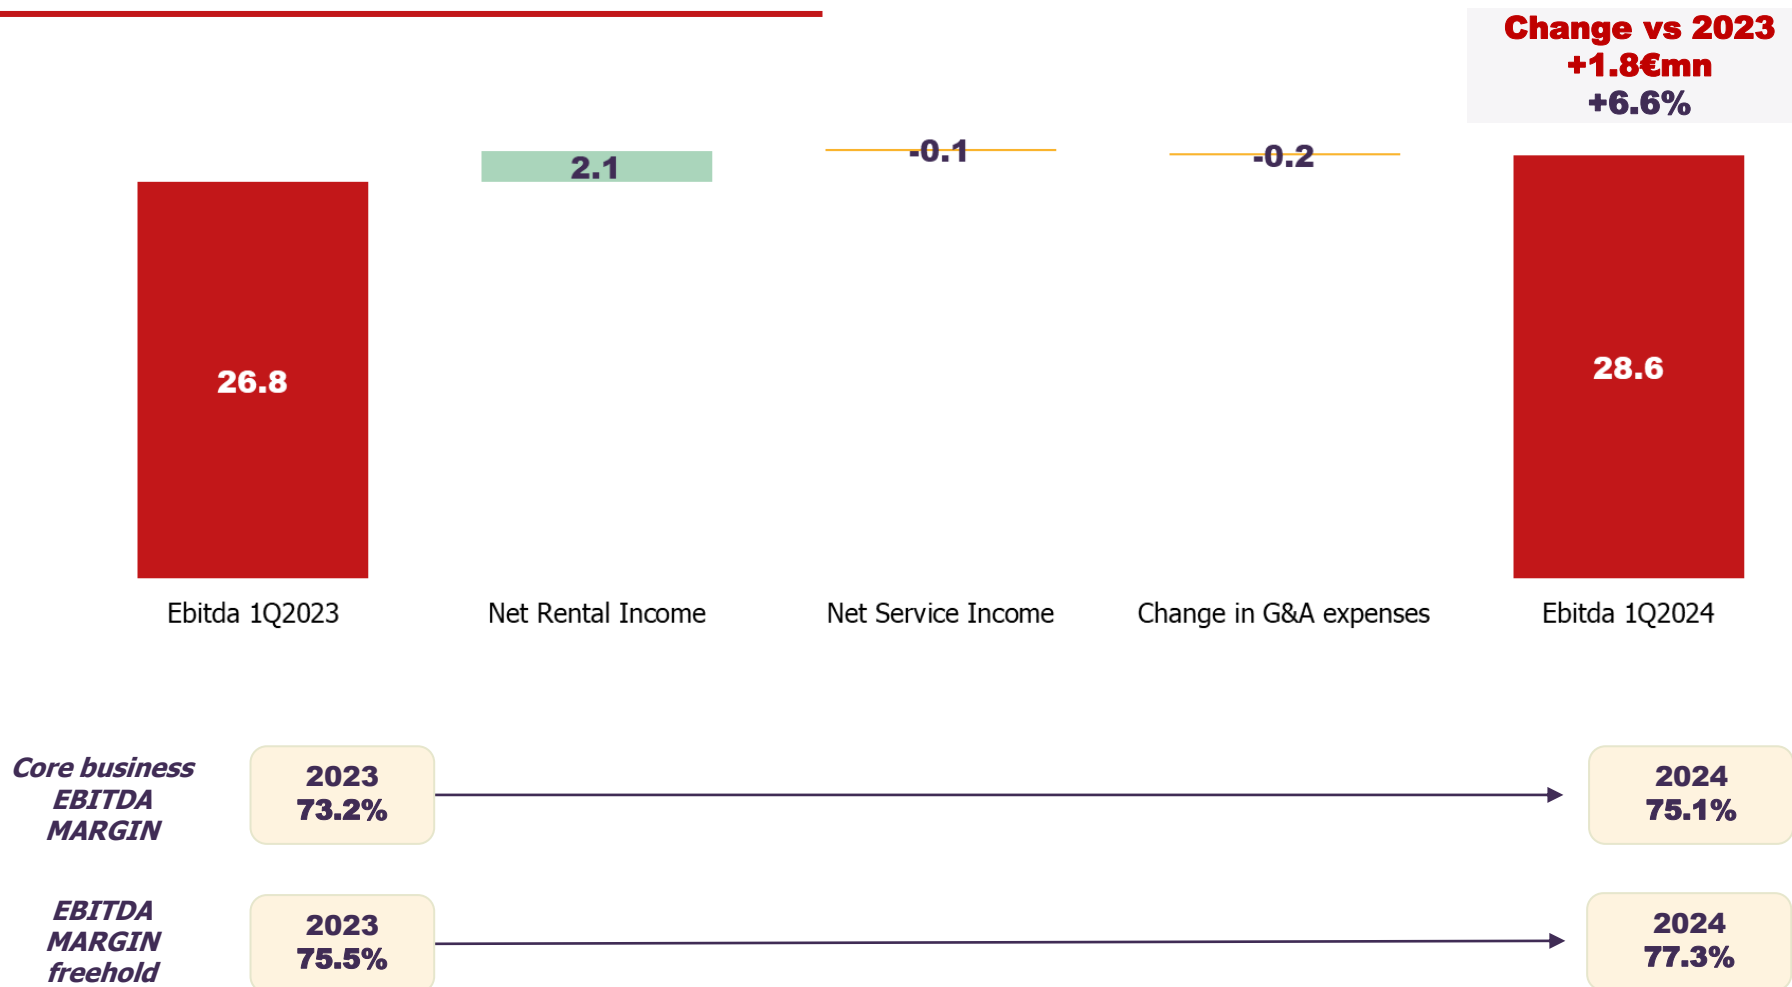 Change vs 2023
+1.8€mn
+6.6%
2.1
-0.1
-0.2
26.8
28.6
Ebitda 1Q2023
Net Rental Income
Net Service Income
Change in G&A expenses
Ebitda 1Q2024
Core business
EBITDA
MARGIN
2023
73.2%
2024
75.1%
EBITDA
MARGIN
freehold
2023
75.5%
2024
77.3%